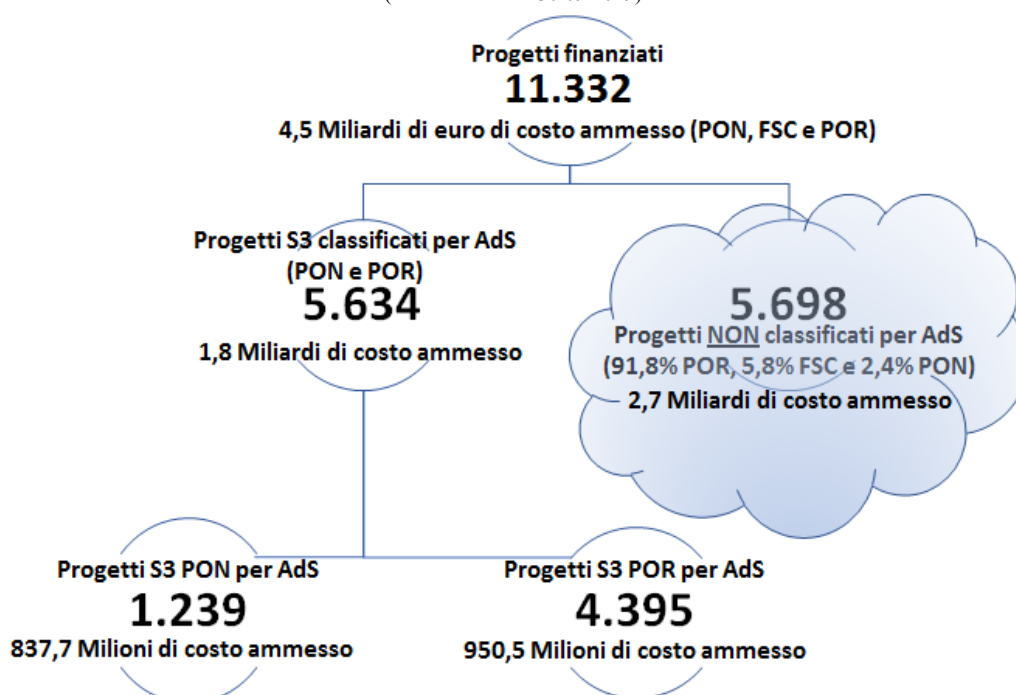 Progetti finanziati
11.332
4,5 Miliardi di euro di costo ammesso (PON, FSC e POR)
Progetti S3 classificati per AdS
(PON e POR)
5.634
1,8 Miliardi di costo ammesso
5.698
Progetti NON classificati per AdS
(91,8% POR, 5,8% FSC e 2,4% PON)
2,7 Miliardi di costo ammesso
Progetti S3 PON per AdS
1.239
837,7 Milioni di costo ammesso
Progetti S3 POR per AdS
4.395
950,5 Milioni di costo ammesso